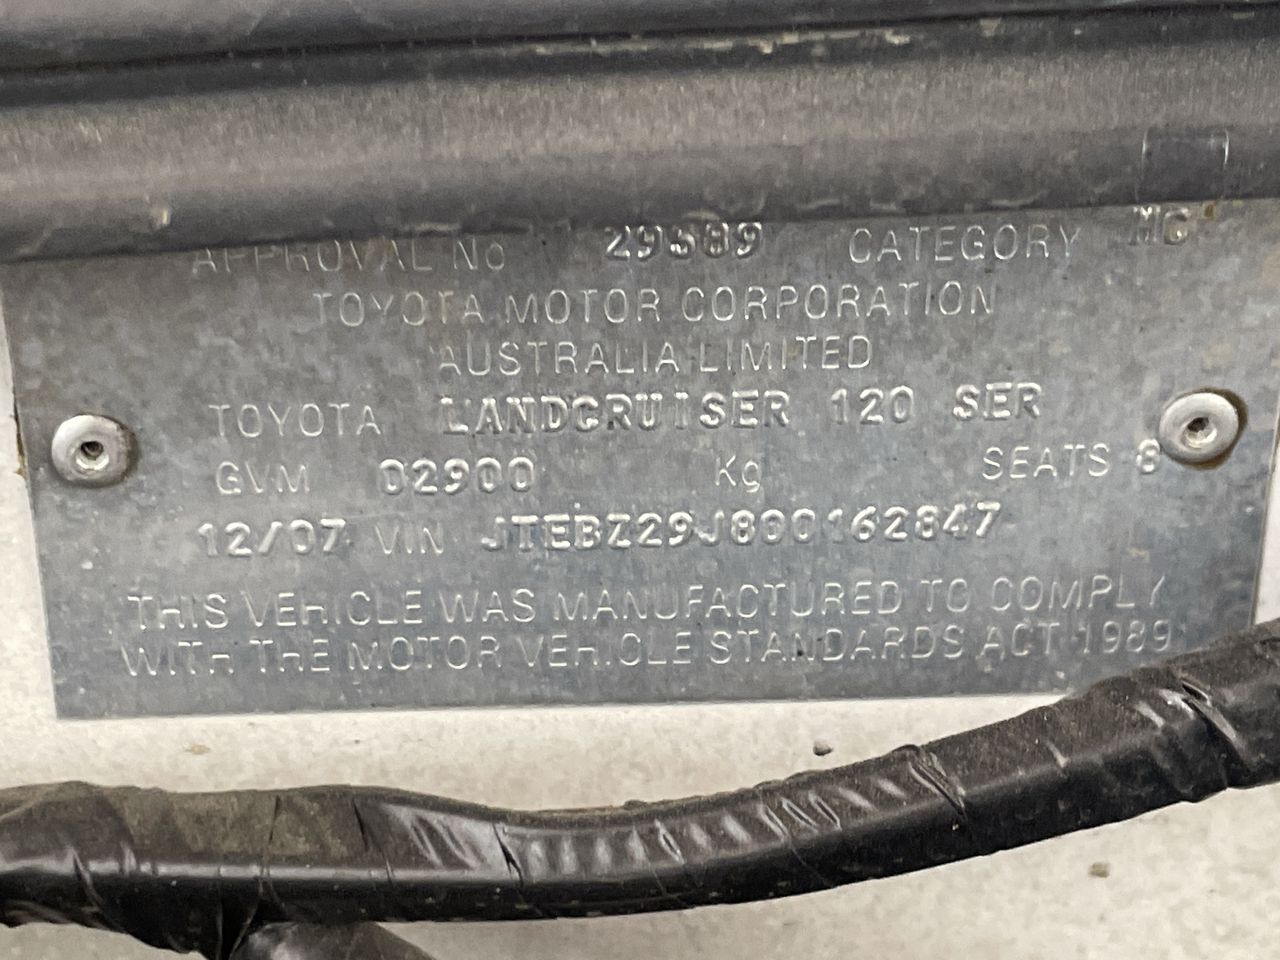 APPROVAL No 29389 CATEGORY MC
TOYOTA MOTOR CORPORATION
AUSTRALIA LIMITED
TOYOTA LANDCRUISER 120 SER
GVM 02900 Kg SEATS 8
12/07 VIN JTEBZ29J800162847
THIS VEHICLE WAS MANUFACTURED TO COMPLY
WITH THE MOTOR VEHICLE STANDARDS ACT 1989